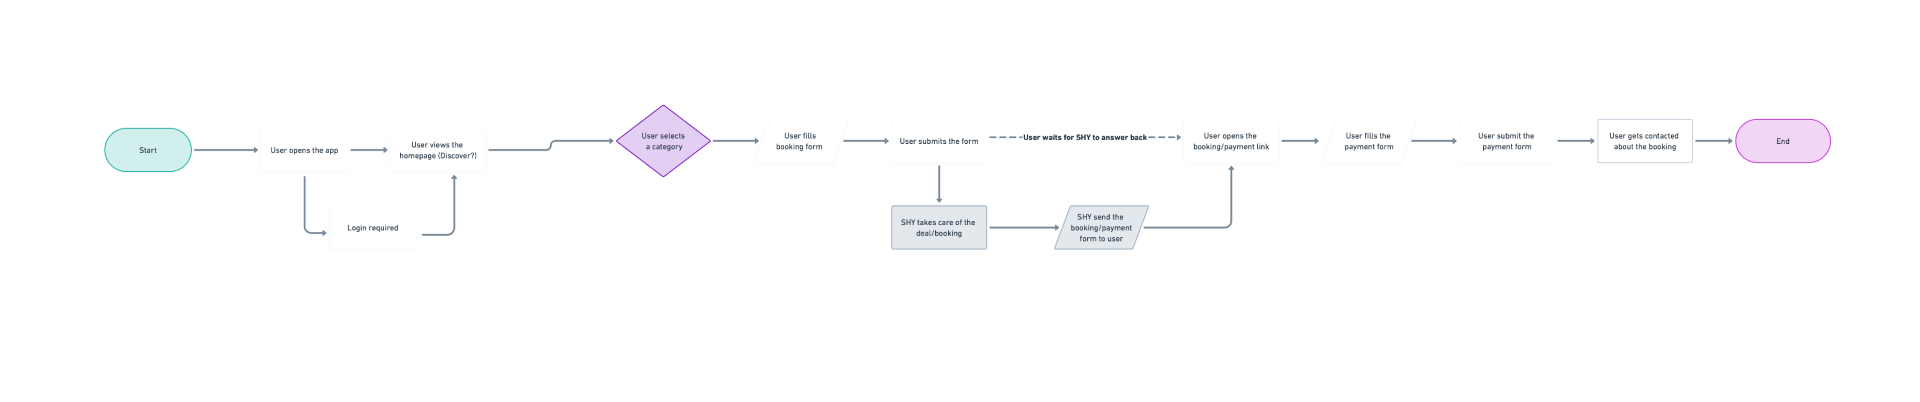 Start
User opens the app
User views the
homepage (Discover?)
Login required
User selects
a category
User fills
booking form
User submits the form
User waits for SHY to answer back
SHY takes care of the
deal/booking
SHY send the
booking/payment
form to user
User opens the
booking/payment link
User fills the
payment form
User submit the
payment form
User gets contacted
about the booking
End